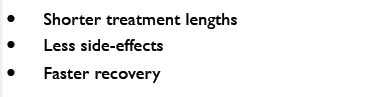 • Shorter treatment lengths
• Less side-effects
• Faster recovery